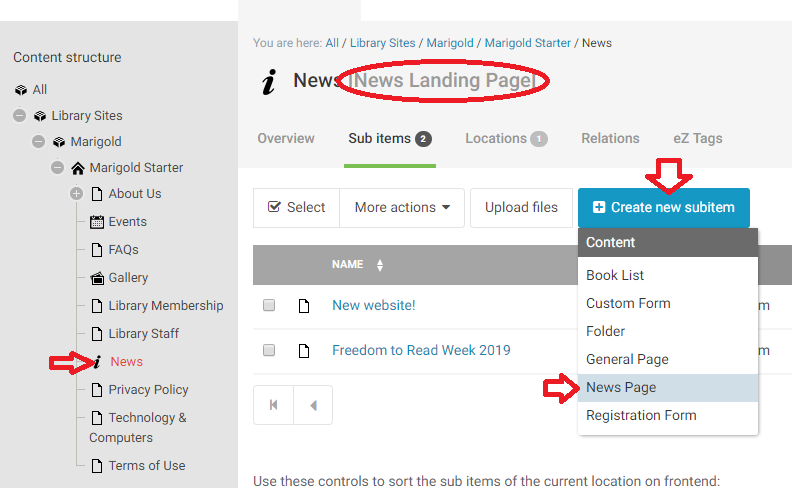 You are here: All / Library Sites / Marigold / Marigold Starter / News
Content structure
All
Library Sites
Marigold
Marigold Starter
About Us
Events
FAQs
Gallery
Library Membership
Library Staff
News
Privacy Policy
Technology &
Computers
Terms of Use
News [News Landing Page]
Overview Sub items 2 Locations 1 Relations eZ Tags
Select More actions Upload files Create new subitem
Content
Book List
Custom Form
Folder
General Page
News Page
Registration Form
NAME
New website! m
Freedom to Read Week 2019 m
Use these controls to sort the sub items of the current location on frontend: